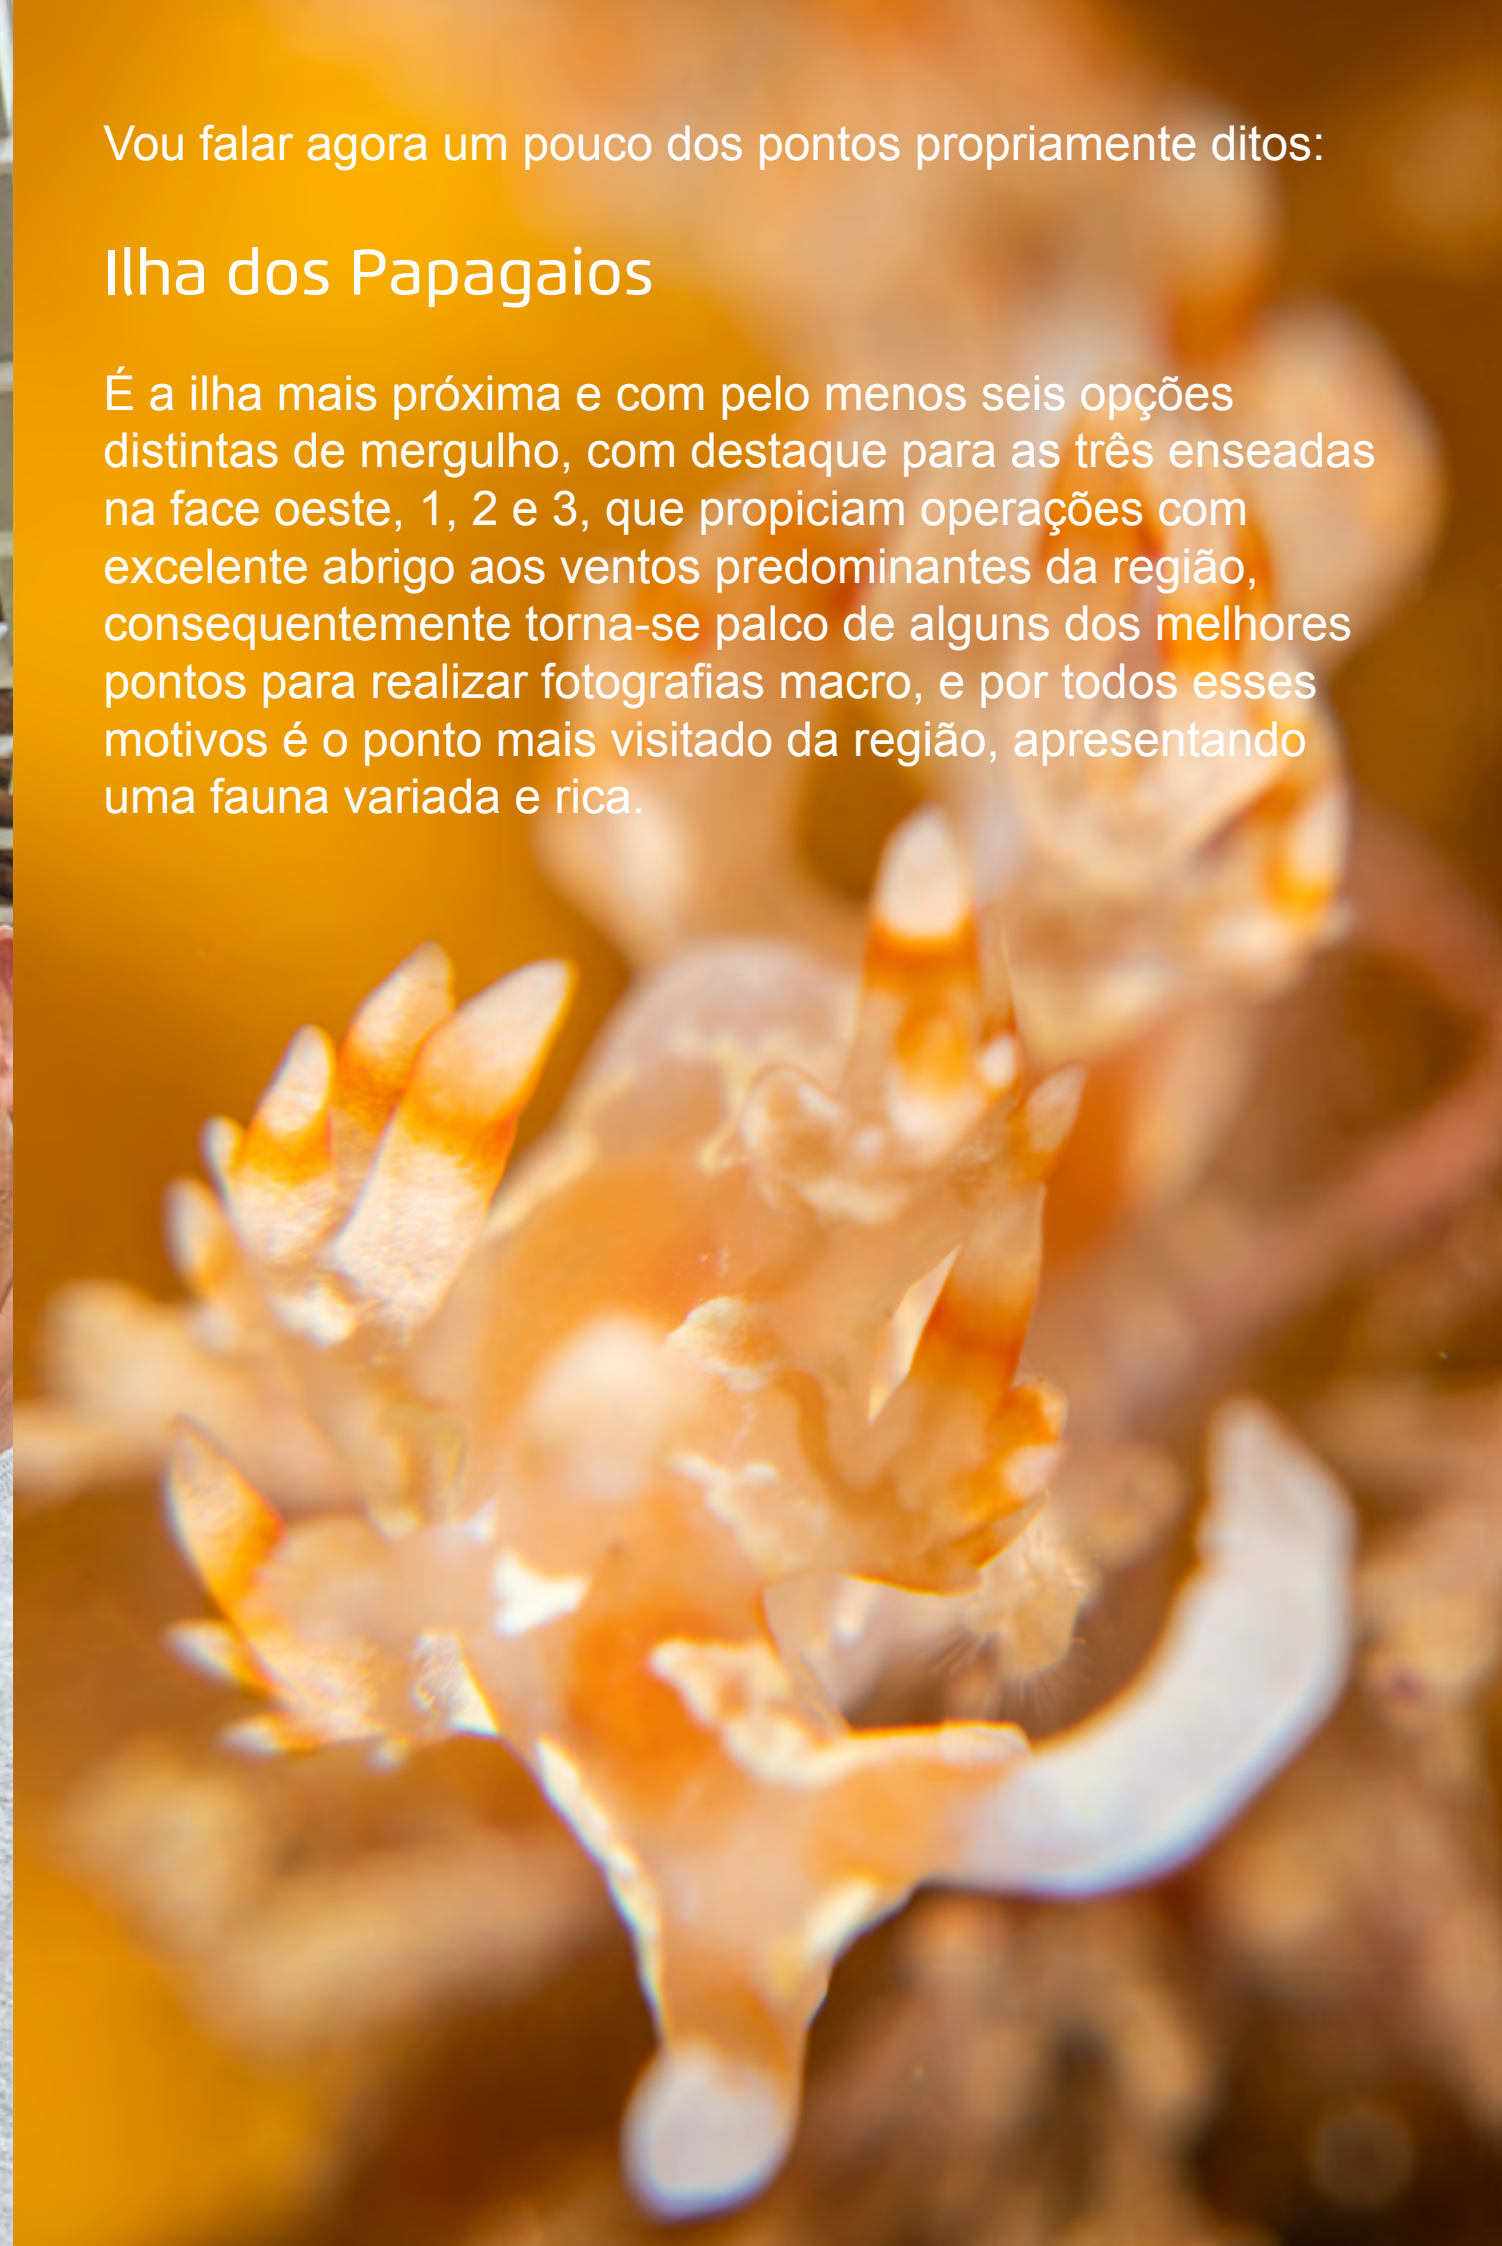 Vou falar agora um pouco dos pontos propriamente ditos:
Ilha dos Papagaios
É a ilha mais próxima e com pelo menos seis opções
distintas de mergulho, com destaque para as três enseadas
na face oeste, 1, 2 e 3, que propiciam operações com
excelente abrigo aos ventos predominantes da região,
consequentemente torna-se palco de alguns dos melhores
pontos para realizar fotografias macro, e por todos esses
motivos é o ponto mais visitado da região, apresentando
uma fauna variada e rica.